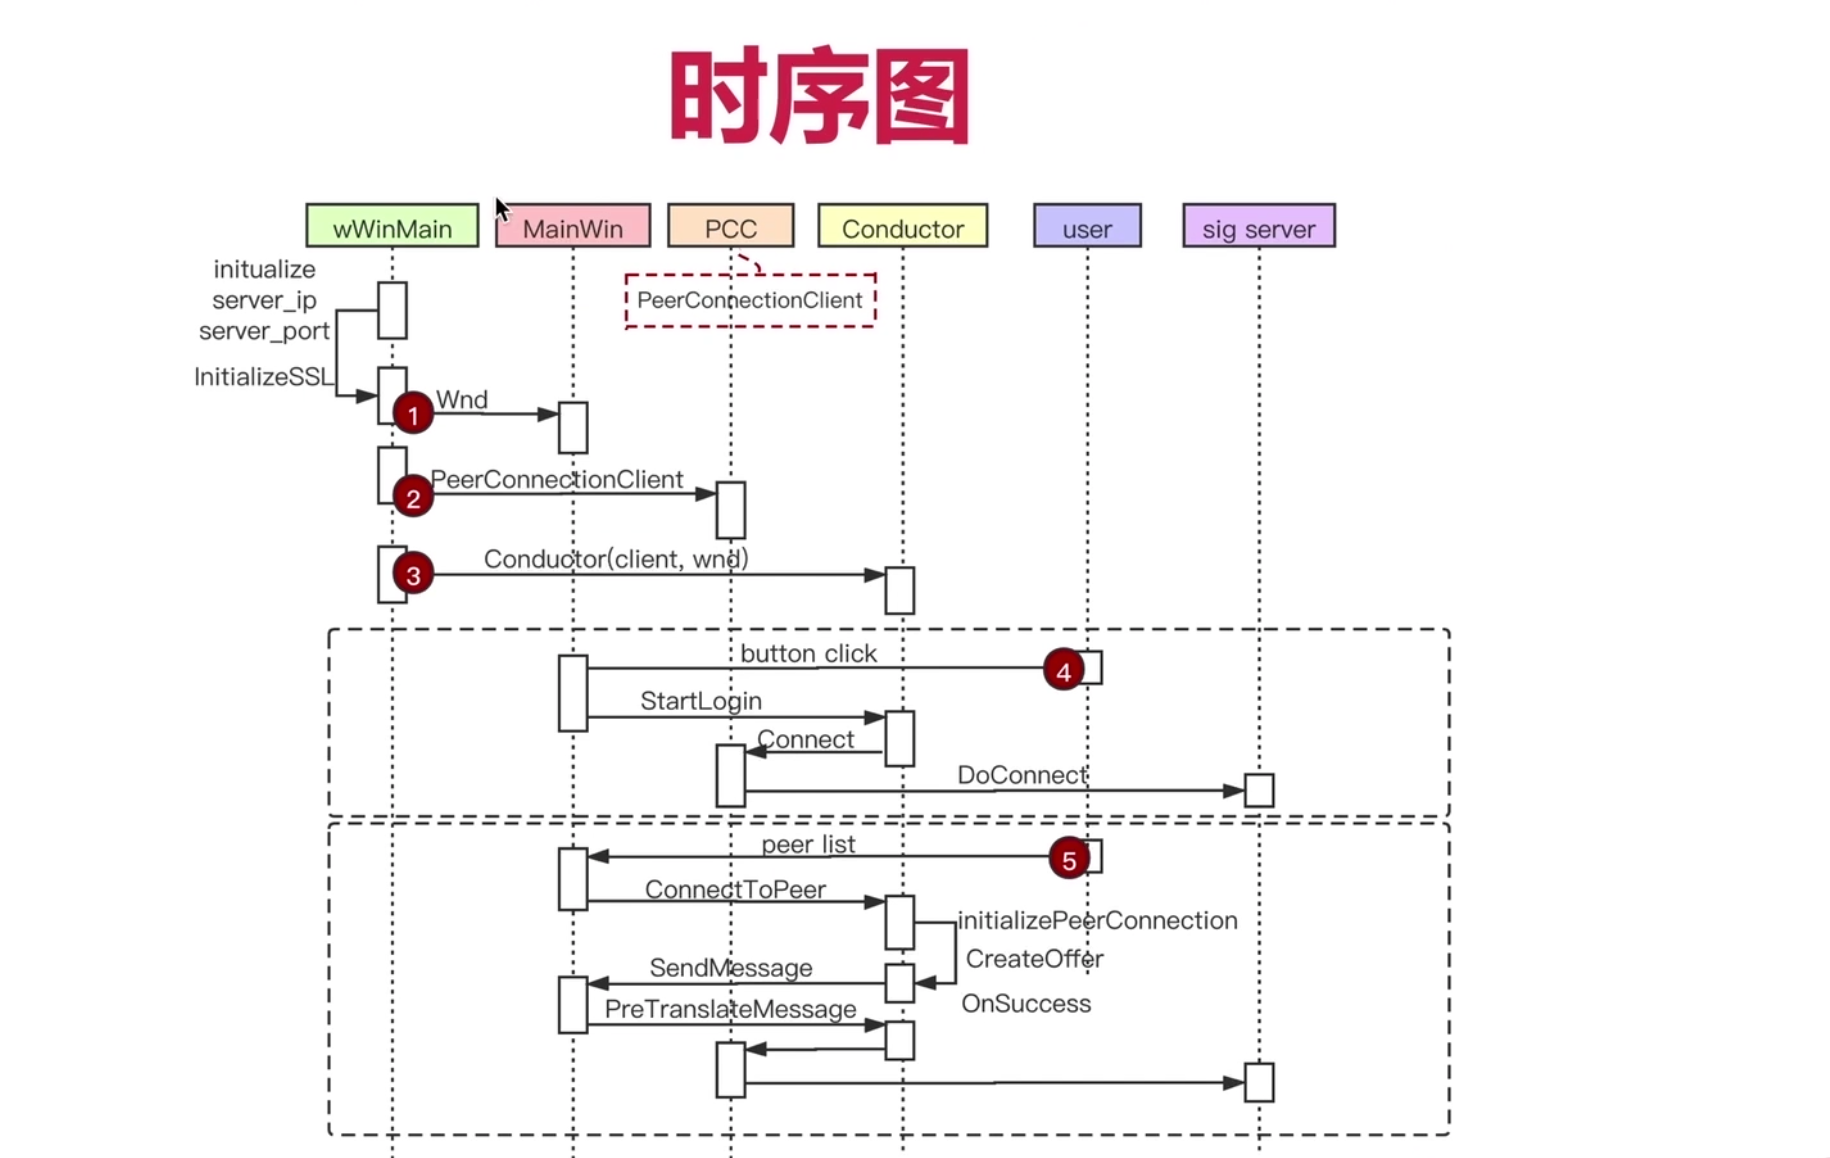 时序图
wWinMain
MainWin
PCC
Conductor
user
sig server
initualize
server_ip
server_port
PeerConnectionClient
InitializeSSL
1
Wnd
2
PeerConnectionClient
3
Conductor(client, wnd)
button click
4
StartLogin
Connect
DoConnect
peer list
5
ConnectToPeer
initializePeerConnection
CreateOffer
SendMessage
OnSuccess
PreTranslateMessage